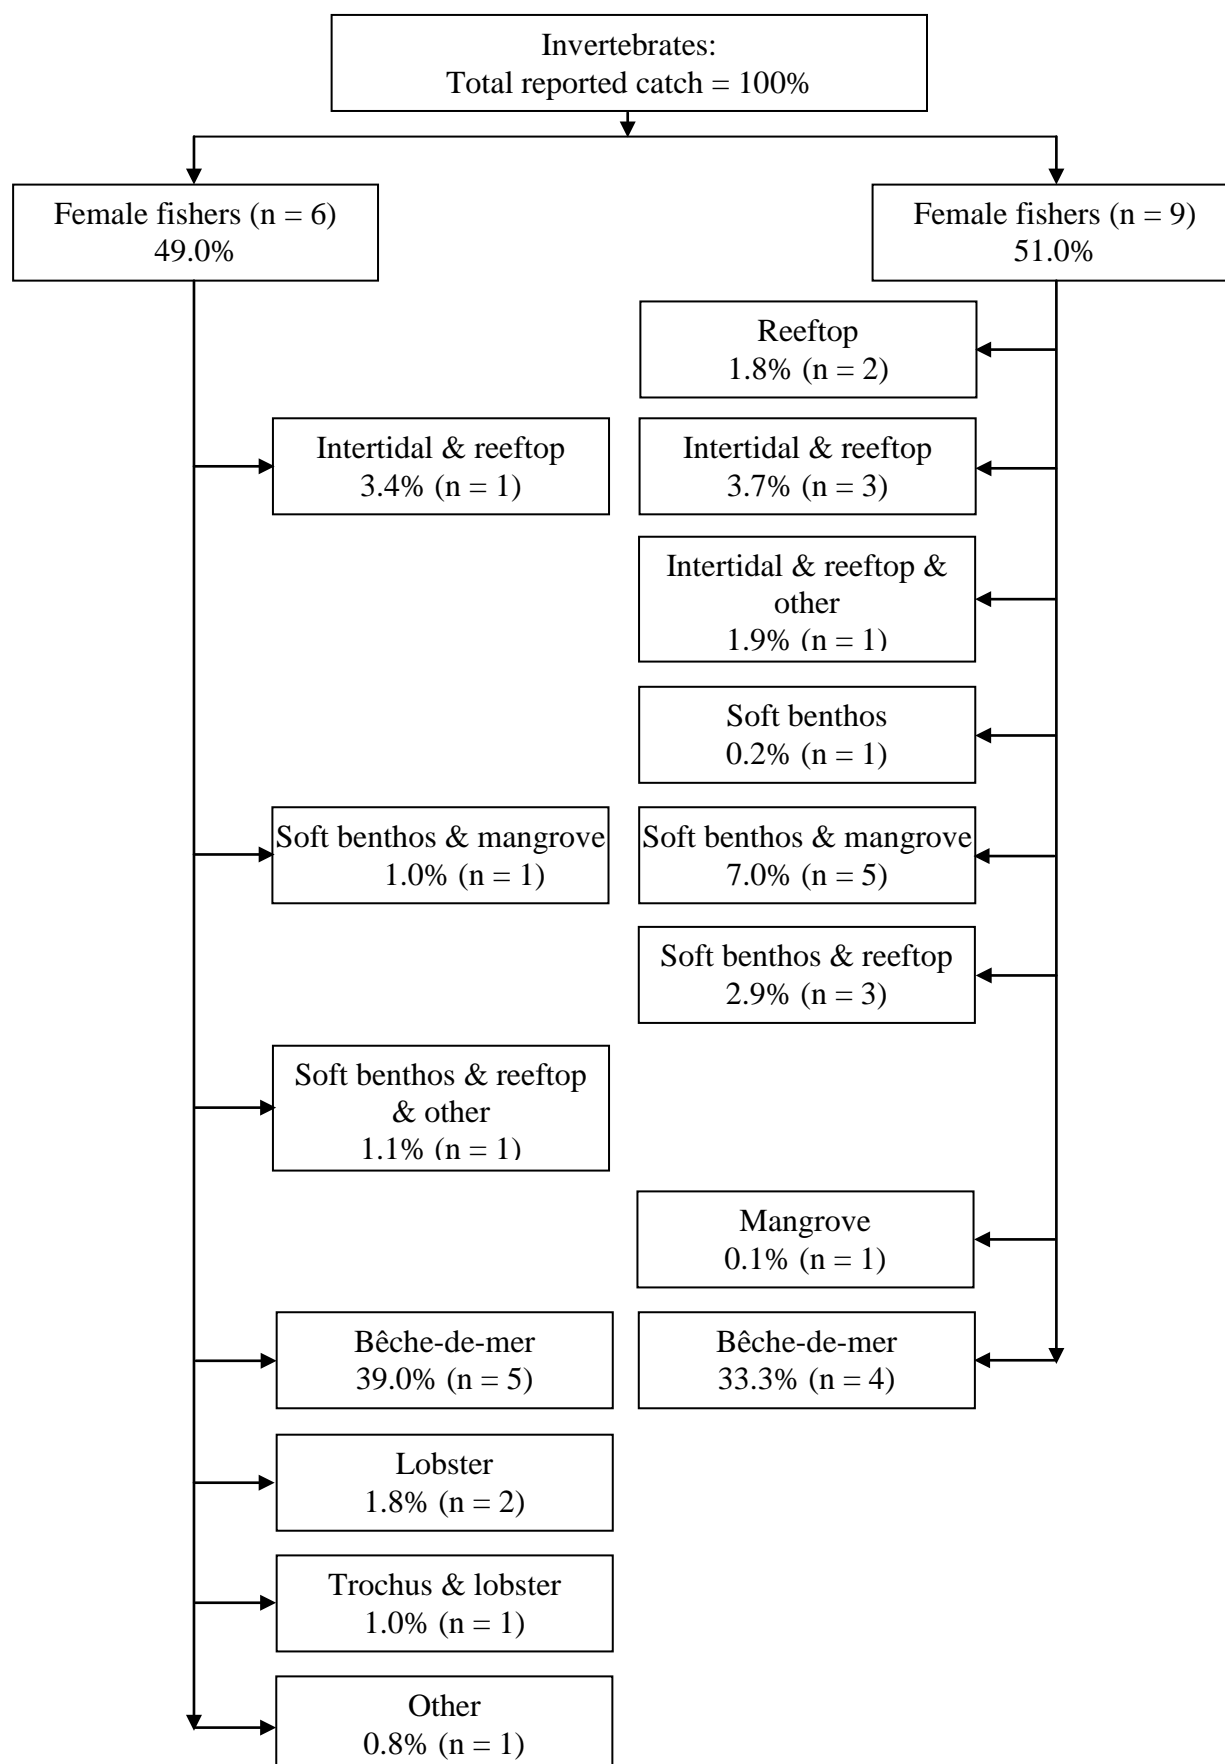 Invertebrates:
Total reported catch = 100%
Female fishers (n = 6)
49.0%
Female fishers (n = 9)
51.0%
Reeftop
1.8% (n = 2)
Intertidal & reeftop
3.4% (n = 1)
Intertidal & reeftop
3.7% (n = 3)
Intertidal & reeftop &
other
1.9% (n = 1)
Soft benthos
0.2% (n = 1)
Soft benthos & mangrove
1.0% (n = 1)
Soft benthos & mangrove
7.0% (n = 5)
Soft benthos & reeftop
2.9% (n = 3)
Soft benthos & reeftop
& other
1.1% (n = 1)
Mangrove
0.1% (n = 1)
Bêche-de-mer
39.0% (n = 5)
Bêche-de-mer
33.3% (n = 4)
Lobster
1.8% (n = 2)
Trochus & lobster
1.0% (n = 1)
Other
0.8% (n = 1)